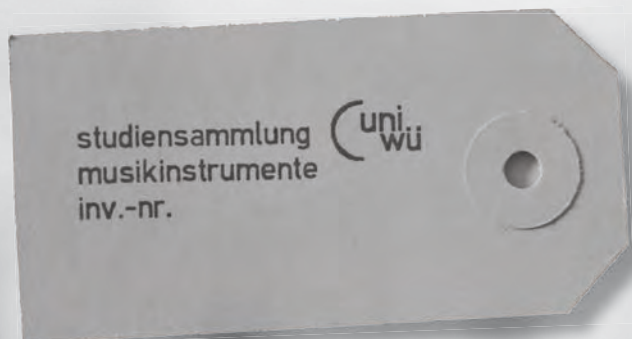 studiensammlung
musikinstrumente
inv.-nr.
uni
wü